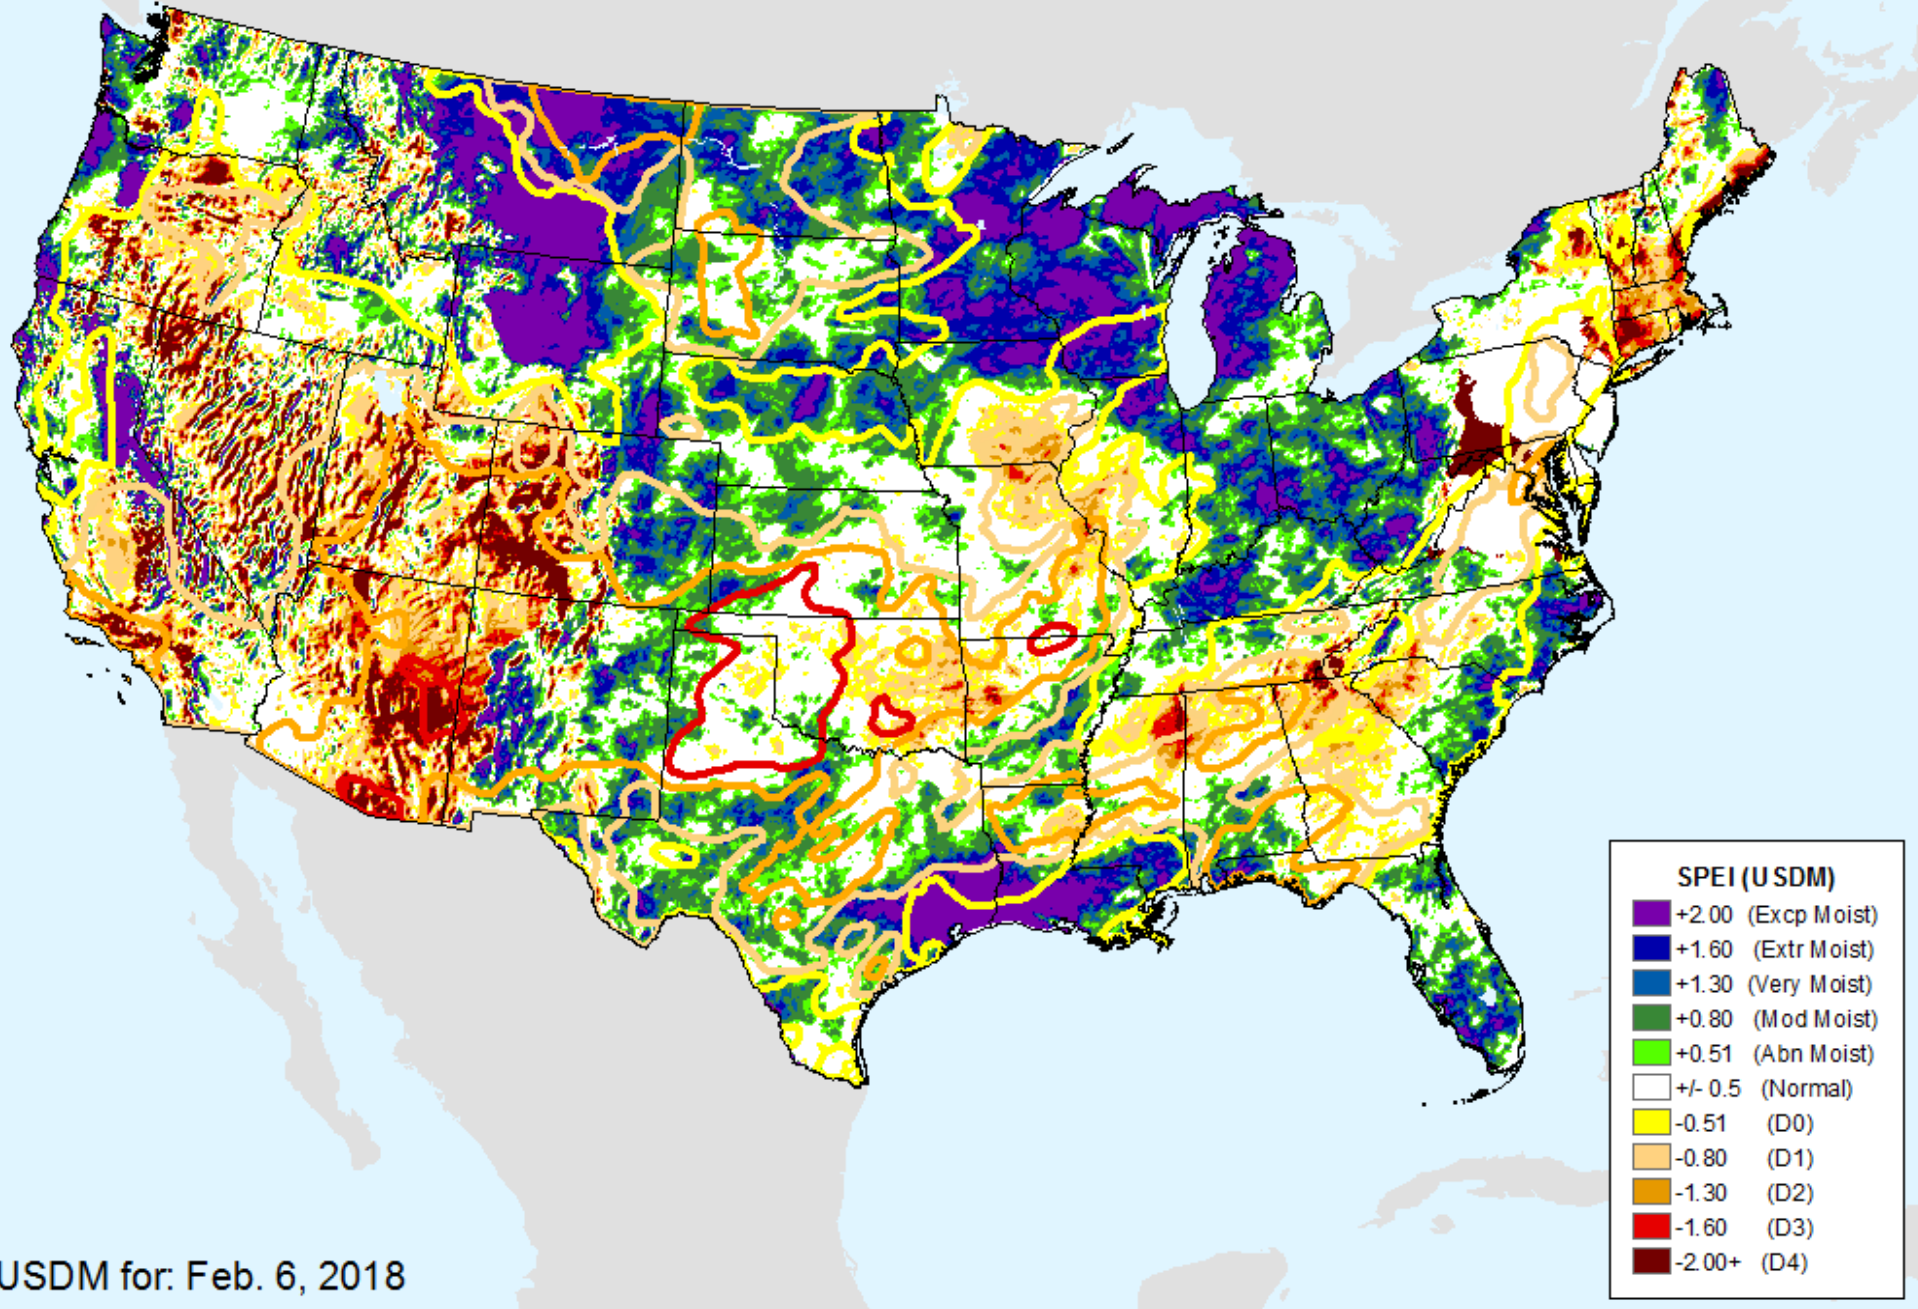 SPEI (USDM)
+2.00 (Excp Moist)
+1.60 (Extr Moist)
+1.30 (Very Moist)
+0.80 (Mod Moist)
+0.51 (Abn Moist)
+/- 0.5 (Normal)
-0.51 (D0)
-0.80 (D1)
-1.30 (D2)
-1.60 (D3)
-2.00+ (D4)
USDM for: Feb. 6, 2018